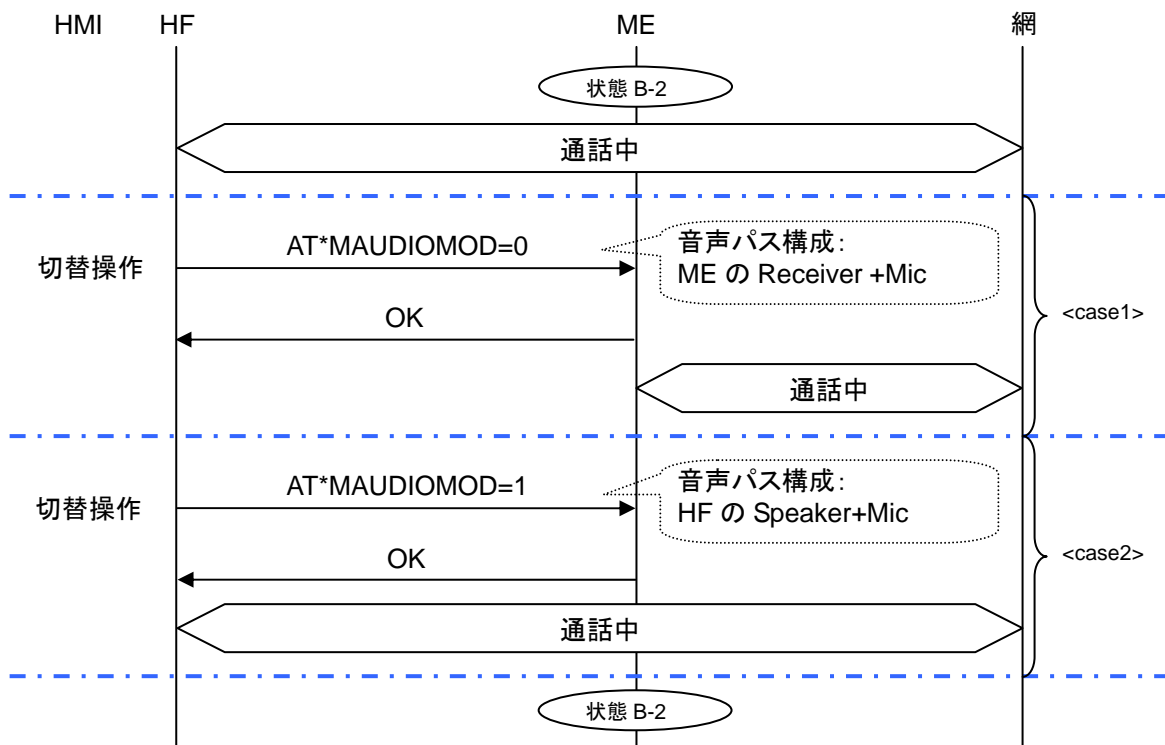 HMI HF ME 網
状態 B-2
通話中
AT*MAUDIOMOD=0
音声パス構成:
ME の Receiver +Mic
切替操作
OK
<case1>
通話中
AT*MAUDIOMOD=1
音声パス構成:
HF の Speaker+Mic
切替操作
OK
<case2>
通話中
状態 B-2